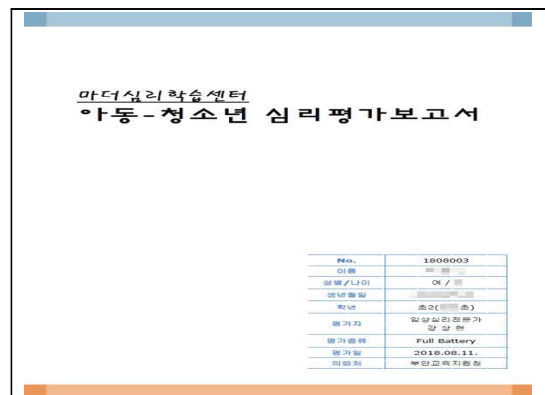 마더심리학습센터
아동-청소년 심리평가보고서
No. 1808003
이름
성별/나이 여 /
생년월일
학년 초2( 초)
평가자 임상심리전문가
강 상 현
평가종류 Full Battery
평가일 2018.08.11.
의뢰처 부안교육지원청